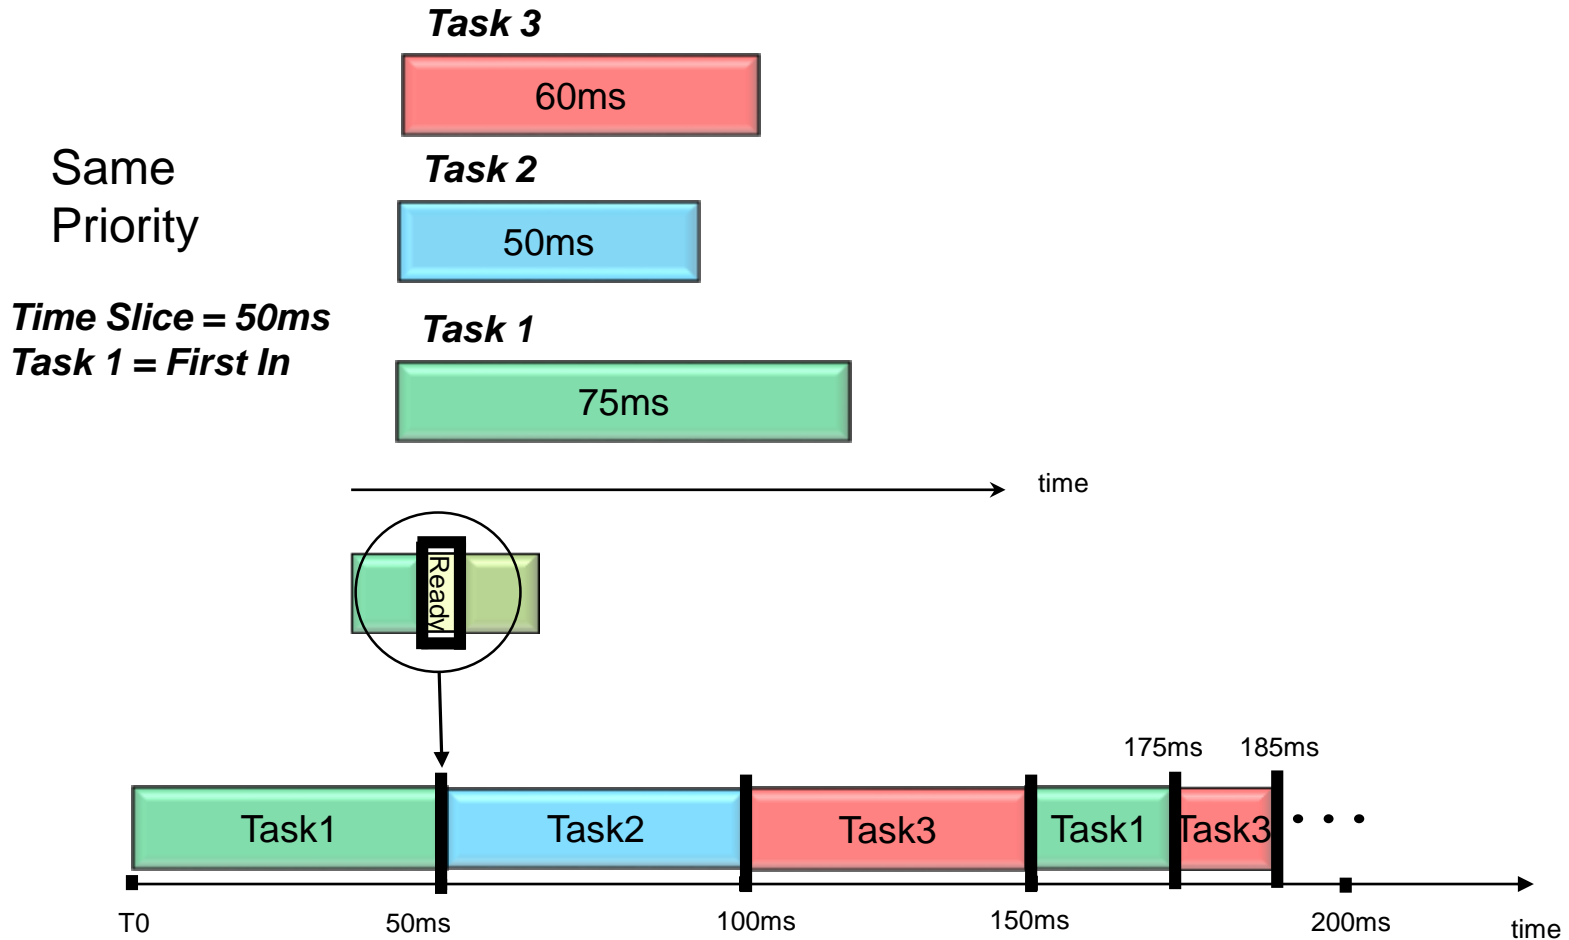 Task 3
60ms
Same
Priority
Task 2
50ms
Time Slice = 50ms
Task 1 = First In
Task 1
75ms
time
Ready
175ms
185ms
Task1
Task2
Task3
Task1
Task3
T0
50ms
100ms
150ms
200ms
time